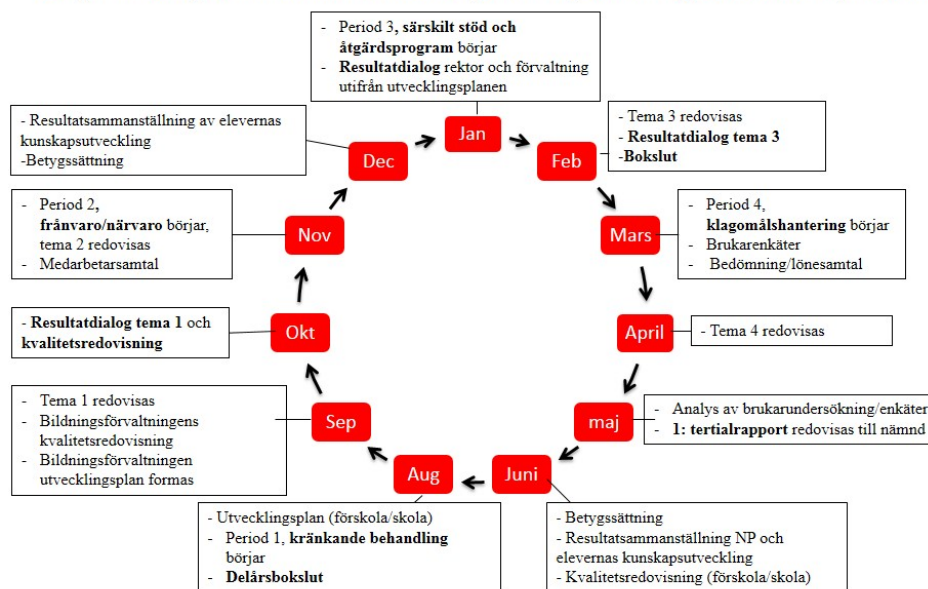 - Period 3, särskilt stöd och
åtgärdsprogram börjar
- Resultatdialog rektor och förvaltning
utifrån utvecklingsplanen
Jan
- Tema 3 redovisas
- Resultatdialog tema 3
-Bokslut
Feb
- Period 4,
klagomålshantering börjar
- Brukarenkäter
- Bedömning/lönesamtal
Mars
- Tema 4 redovisas
April
- Analys av brukarundersökning/enkäter
- 1: tertialrapport redovisas till nämnd
maj
- Betygssättning
- Resultatsammanställning NP och
elevernas kunskapsutveckling
- Kvalitetsredovisning (förskola/skola)
Juni
- Utvecklingsplan (förskola/skola)
- Period 1, kränkande behandling
börjar
- Delårsbokslut
Aug
- Tema 1 redovisas
- Bildningsförvaltningens
kvalitetsredovisning
- Bildningsförvaltningen
utvecklingsplan formas
Sep
- Resultatdialog tema 1 och
kvalitetsredovisning
Okt
- Period 2,
frånvaro/närvaro börjar,
tema 2 redovisas
- Medarbetarsamtal
Nov
- Resultatsammanställning av elevernas
kunskapsutveckling
-Betygssättning
Dec